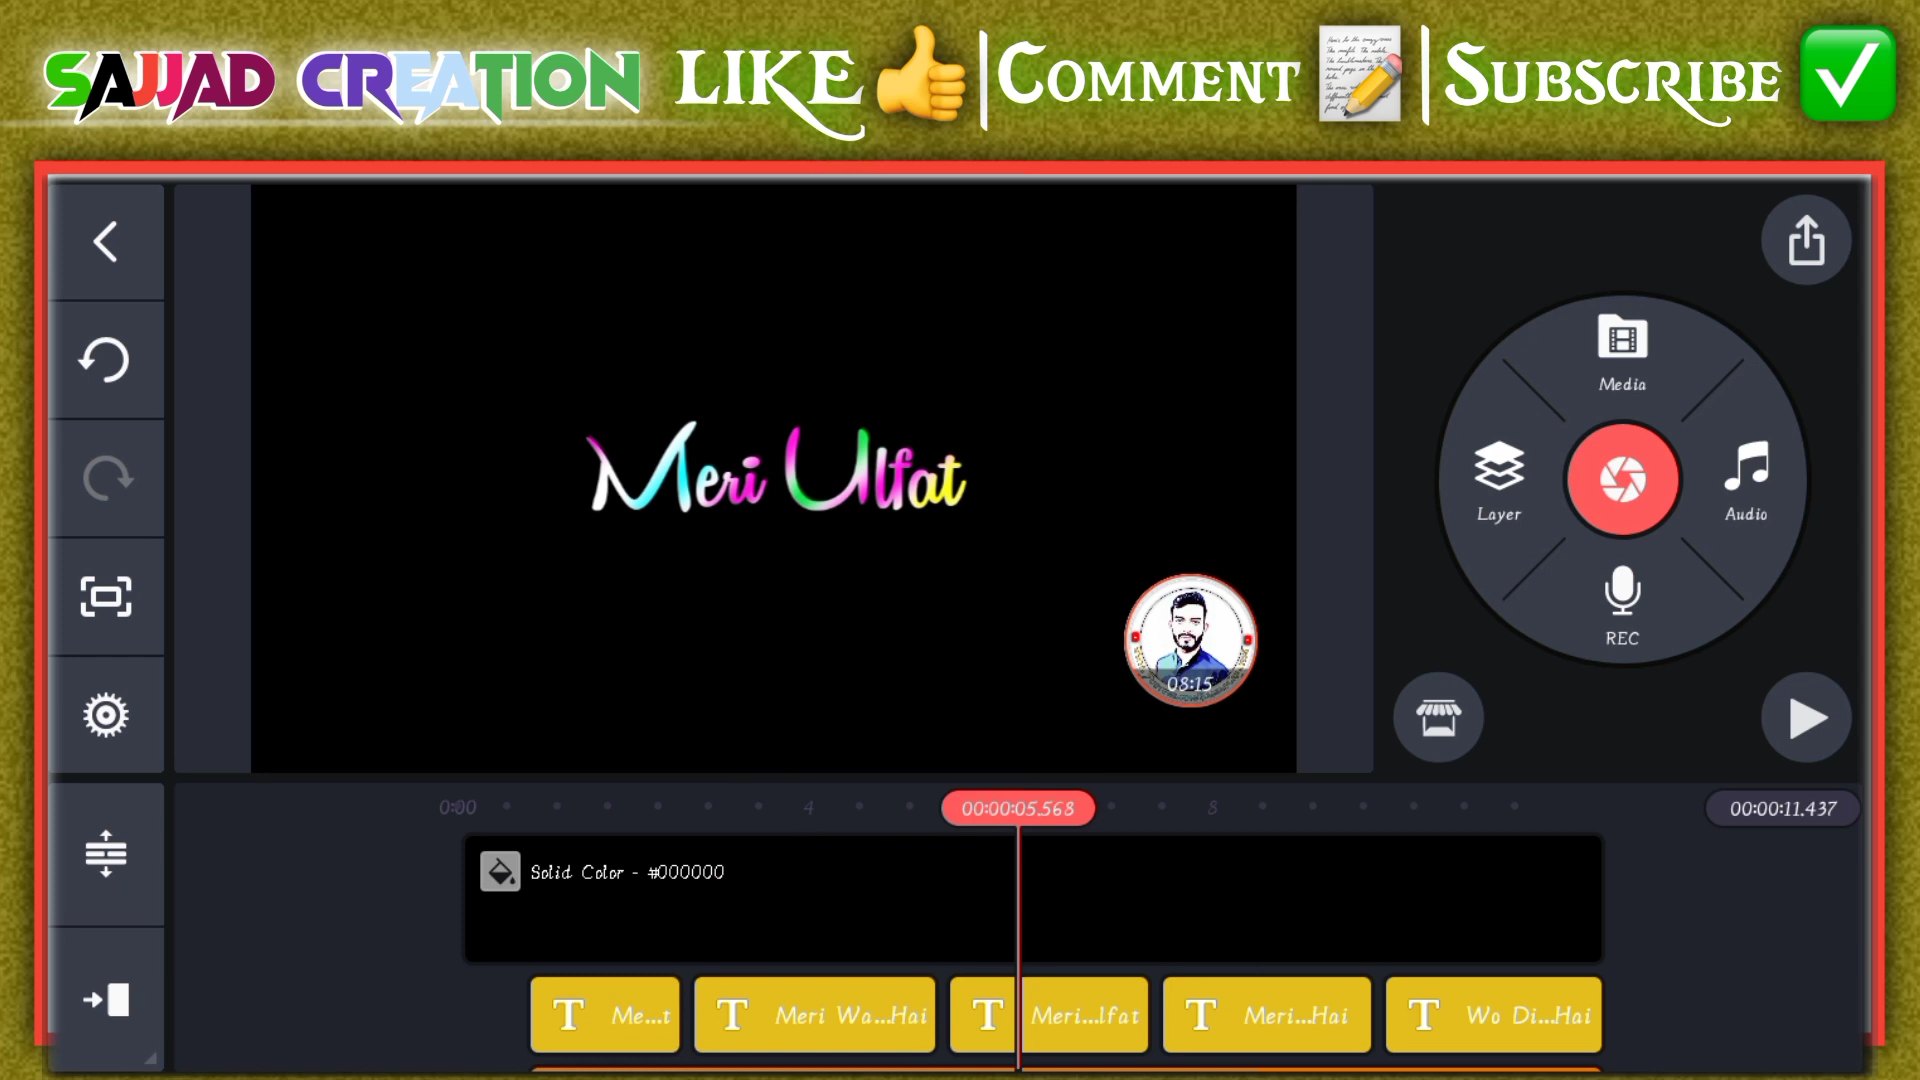 SAJJAD CREATION LIKE | COMMENT | SUBSCRIBE
Media
Layer
Audio
REC
Meri Ulfat
08:15
0:00
4
00:00:05.568
8
00:00:11.437
Solid Color - #000000
T Me...t
T Meri Wa...Hai
T Meri...lfat
T Meri...Hai
T Wo Di...Hai